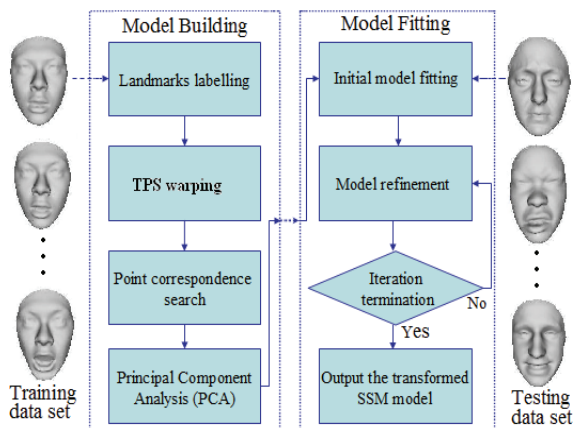 Model Building
Landmarks labelling
TPS warping
Point correspondence
search
Principal Component
Analysis (PCA)
Training
data set
Model Fitting
Initial model fitting
Model refinement
Iteration
termination
No
Yes
Output the transformed
SSM model
Testing
data set